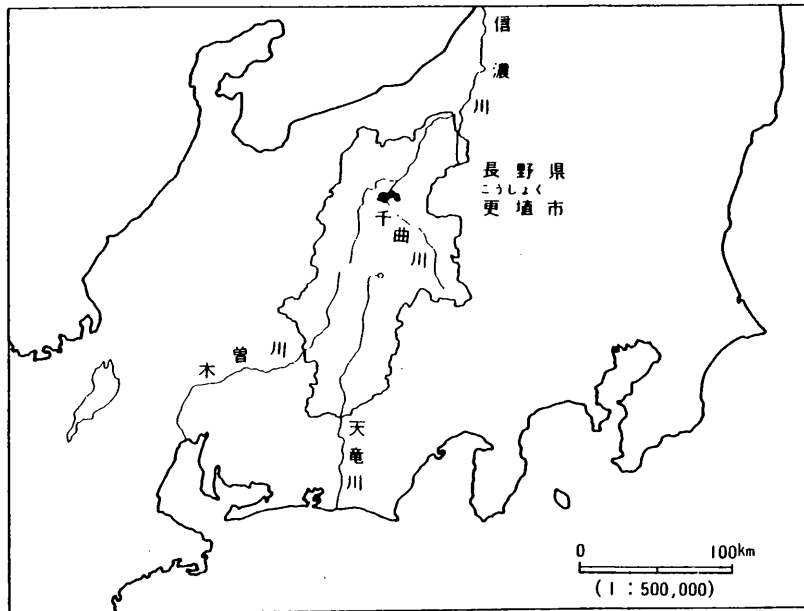 信濃川
長野県
こうしょく
更埴市
千曲川
木曽川
天竜川
0 100km
(1:500,000)